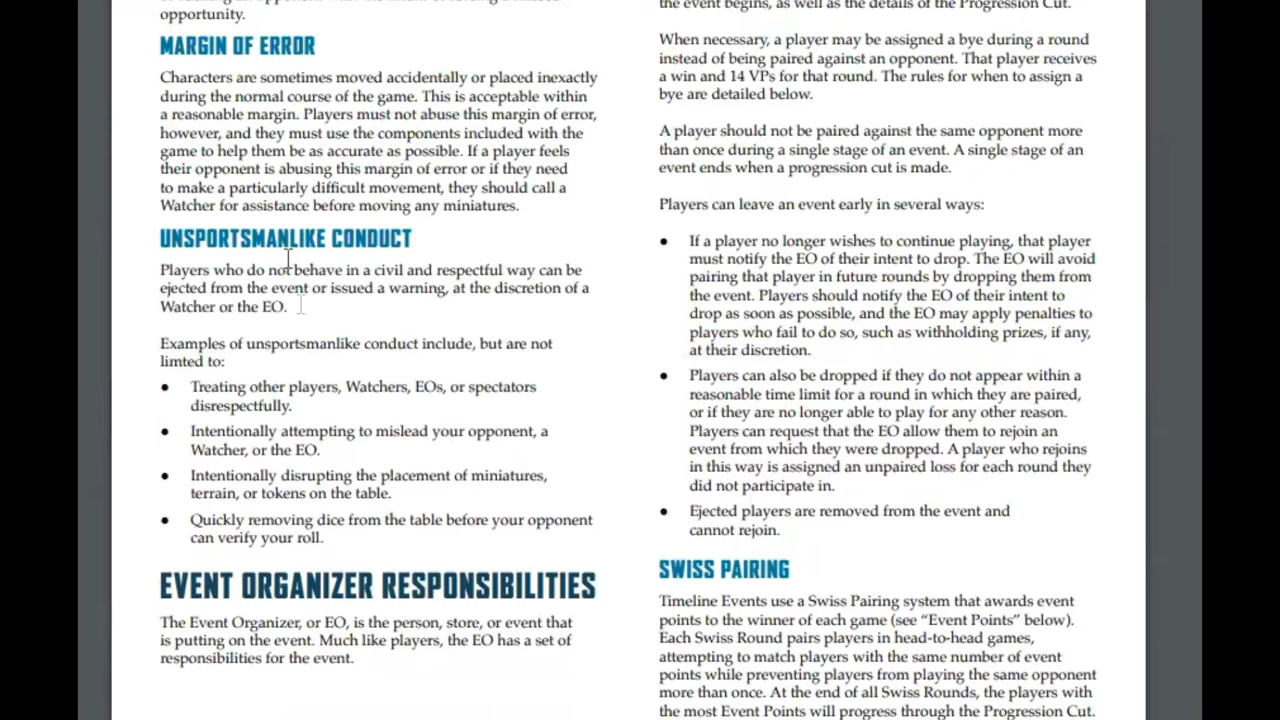 opportunity.
MARGIN OF ERROR
Characters are sometimes moved accidentally or placed inexactly
during the normal course of the game. This is acceptable within
a reasonable margin. Players must not abuse this margin of error,
however, and they must use the components included with the
game to help them be as accurate as possible. If a player feels
their opponent is abusing this margin of error or if they need
to make a particularly difficult movement, they should call a
Watcher for assistance before moving any miniatures.
UNSPORTSMANLIKE CONDUCT
Players who do not behave in a civil and respectful way can be
ejected from the event or issued a warning, at the discretion of a
Watcher or the EO.
Examples of unsportsmanlike conduct include, but are not
limted to:
● Treating other players, Watchers, EOs, or spectators
disrespectfully.
● Intentionally attempting to mislead your opponent, a
Watcher, or the EO.
● Intentionally disrupting the placement of miniatures,
terrain, or tokens on the table.
● Quickly removing dice from the table before your opponent
can verify your roll.
EVENT ORGANIZER RESPONSIBILITIES
The Event Organizer, or EO, is the person, store, or event that
is putting on the event. Much like players, the EO has a set of
responsibilities for the event.
the event begins, as well as the details of the Progression Cut.
When necessary, a player may be assigned a bye during a round
instead of being paired against an opponent. That player receives
a win and 14 VPs for that round. The rules for when to assign a
bye are detailed below.
A player should not be paired against the same opponent more
than once during a single stage of an event. A single stage of an
event ends when a progression cut is made.
Players can leave an event early in several ways:
● If a player no longer wishes to continue playing, that player
must notify the EO of their intent to drop. The EO will avoid
pairing that player in future rounds by dropping them from
the event. Players should notify the EO of their intent to
drop as soon as possible, and the EO may apply penalties to
players who fail to do so, such as withholding prizes, if any,
at their discretion.
● Players can also be dropped if they do not appear within a
reasonable time limit for a round in which they are paired,
or if they are no longer able to play for any other reason.
Players can request that the EO allow them to rejoin an
event from which they were dropped. A player who rejoins
in this way is assigned an unpaired loss for each round they
did not participate in.
● Ejected players are removed from the event and
cannot rejoin.
SWISS PAIRING
Timeline Events use a Swiss Pairing system that awards event
points to the winner of each game (see “Event Points” below).
Each Swiss Round pairs players in head-to-head games,
attempting to match players with the same number of event
points while preventing players from playing the same opponent
more than once. At the end of all Swiss Rounds, the players with
the most Event Points will progress through the Progression Cut.